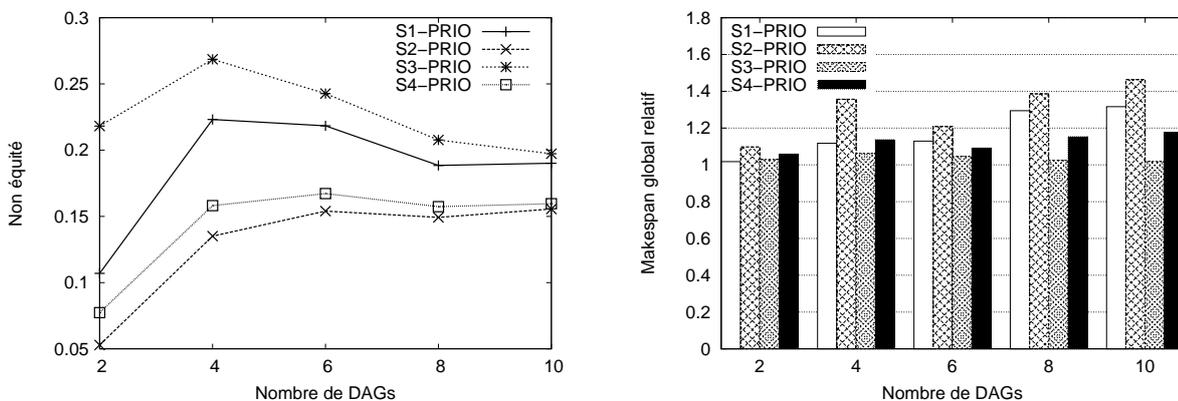 0.3
0.25
0.2
0.15
0.1
0.05
2 4 6 8 10
Non équité
Nombre de DAGs
S1−PRIO
S2−PRIO
S3−PRIO
S4−PRIO
1.8
1.6
1.4
1.2
1
0.8
0.6
0.4
0.2
0
2 4 6 8 10
Makespan global relatif
Nombre de DAGs
S1−PRIO
S2−PRIO
S3−PRIO
S4−PRIO